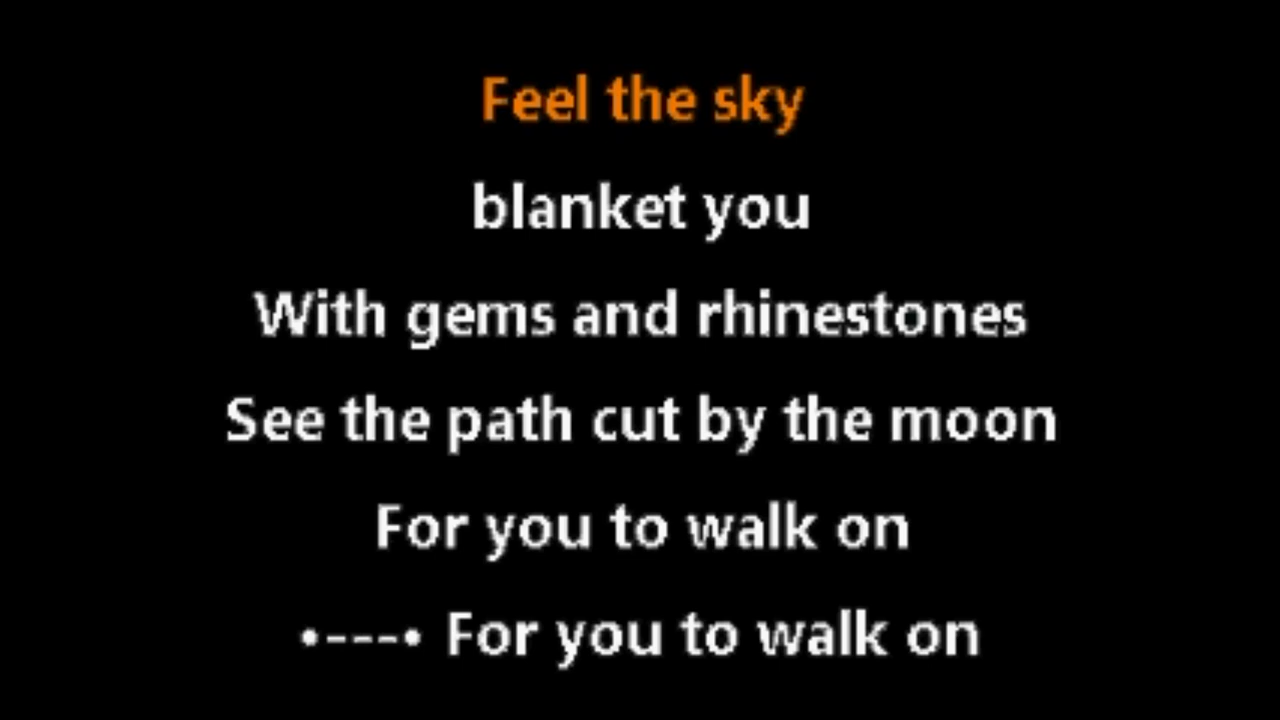 Feel the sky
blanket you
With gems and rhinestones
See the path cut by the moon
For you to walk on
•---• For you to walk on